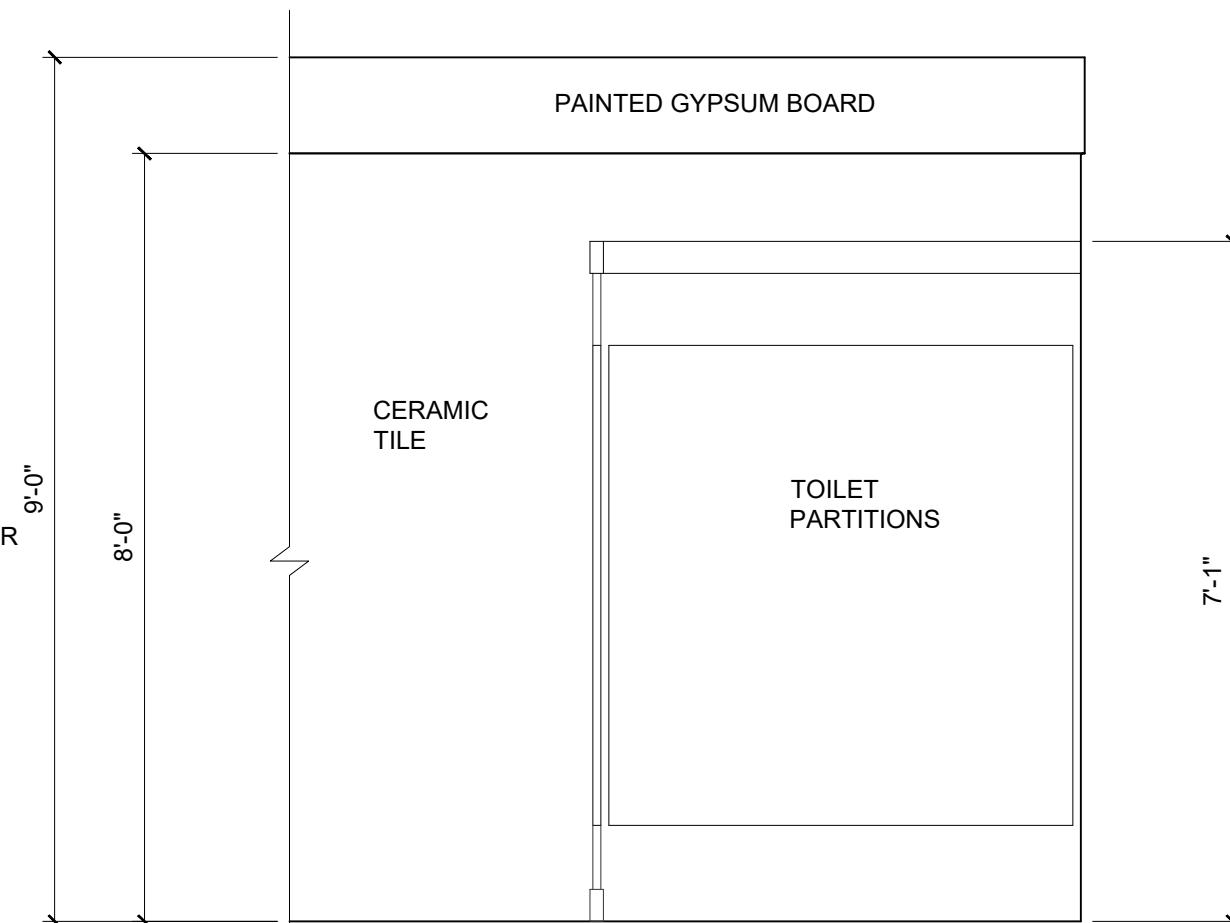 PAINTED GYPSUM BOARD
CERAMIC
TILE
9'-0"
R
8'-0"
TOILET
PARTITIONS
7'-1"